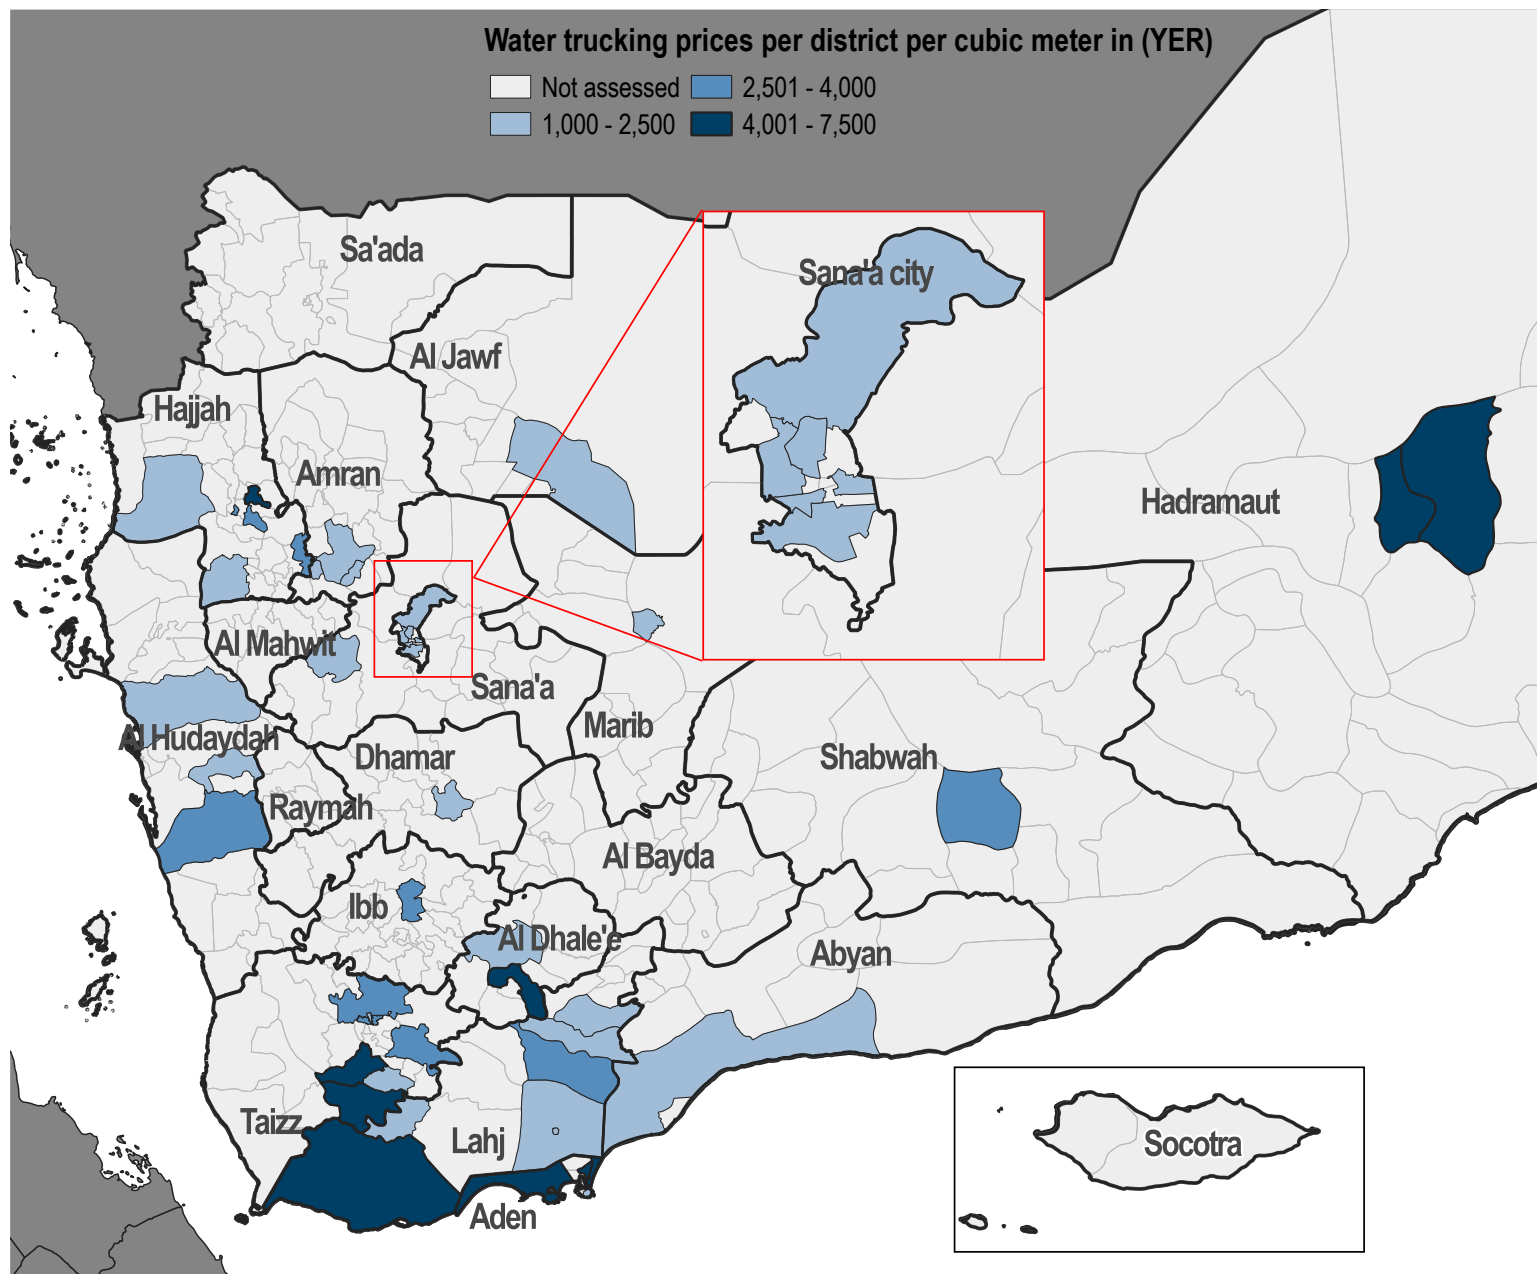 Water trucking prices per district per cubic meter in (YER)
Not assessed
2,501 - 4,000
1,000 - 2,500
4,001 - 7,500
Sa'ada
Sana'a city
Al Jawf
Hajjah
Amran
Hadramaut
Al Mahwit
Sana'a
Marib
Al Hudaydah
Dhamar
Shabwah
Raymah
Al Bayda
Ibb
Al Dhale'e
Abyan
Taizz
Lahj
Socotra
Aden